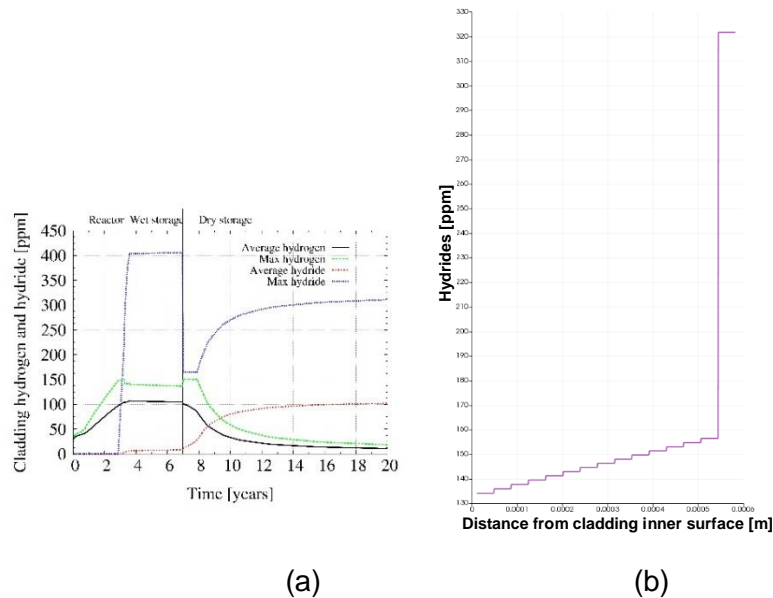 Reactor Wet storage Dry storage
450
400
350
300
250
200
150
100
50
0
Average hydrogen
Max hydrogen
Average hydride
Max hydride
Cladding hydrogen and hydride [ppm]
0 2 4 6 8 10 12 14 16 18 20
Time [years]
(a)
330
320
310
300
290
280
270
260
250
240
230
220
210
200
190
180
170
160
150
140
130
Hydrides [ppm]
0 0.0001 0.0002 0.0003 0.0004 0.0005 0.0006
Distance from cladding inner surface [m]
(b)